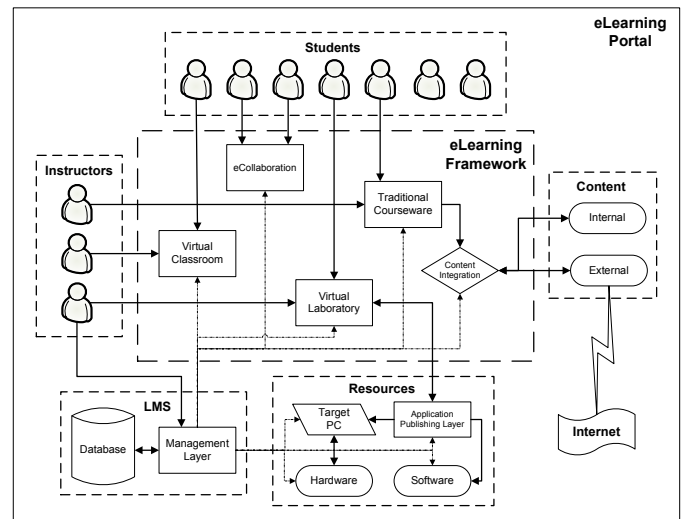 eLearning
Portal
Students
eLearning
Framework
eCollaboration
Instructors
Content
Traditional
Courseware
Internal
Virtual
Classroom
Content
Integration
External
Virtual
Laboratory
Resources
LMS
Target
PC
Application
Publishing Layer
Internet
Database
Management
Layer
Hardware
Software